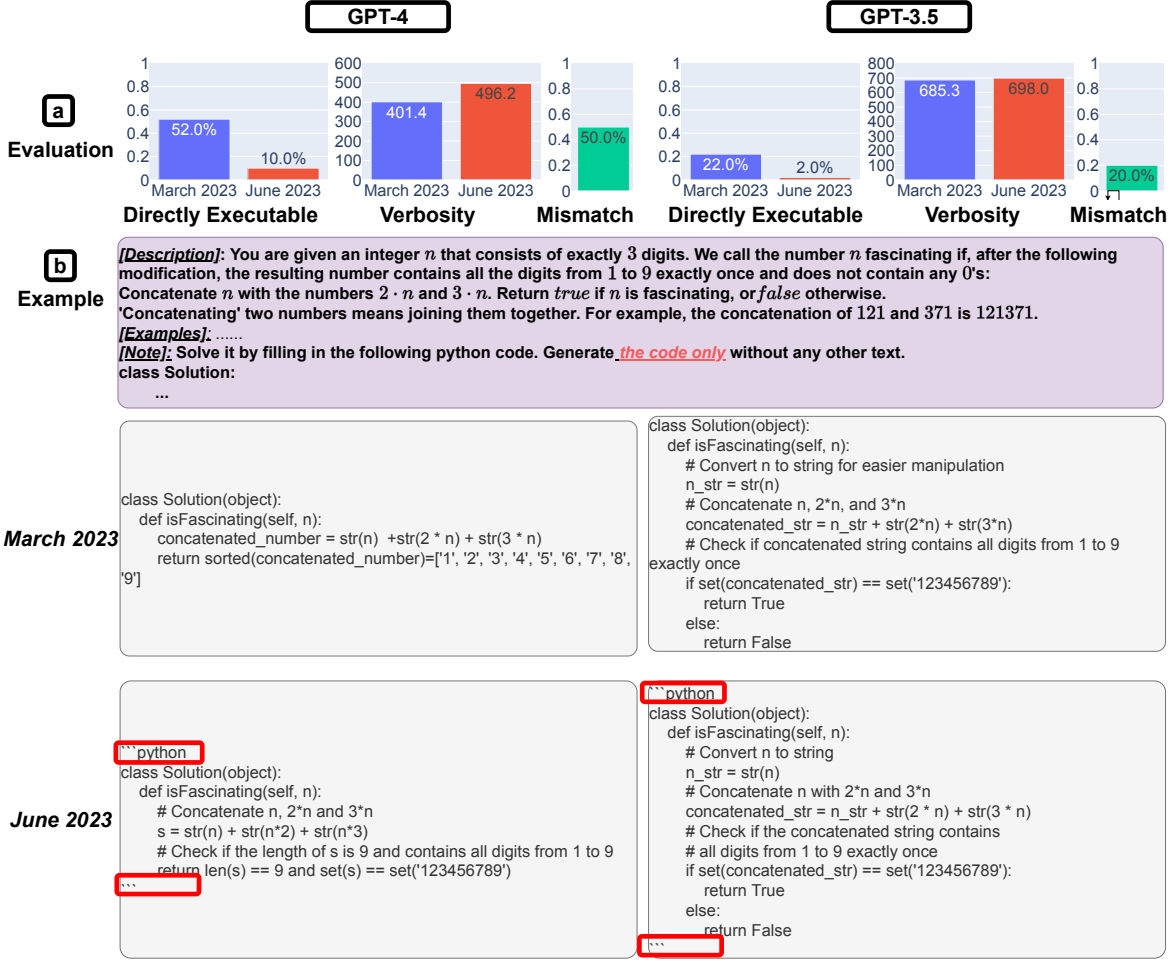 GPT-4
GPT-3.5
1
0.8
0.6
0.4
0.2
0
52.0%
10.0%
March 2023 June 2023
Directly Executable
600
500
400
300
200
100
0
401.4
496.2
March 2023 June 2023
Verbosity
1
0.8
0.6
0.4
0.2
0
50.0%
Mismatch
1
0.8
0.6
0.4
0.2
0
22.0%
2.0%
March 2023 June 2023
Directly Executable
800
700
600
500
400
300
200
100
0
685.3
698.0
March 2023 June 2023
Verbosity
1
0.8
0.6
0.4
0.2
0
20.0%
Mismatch
a
Evaluation
b
Example
[Description]: You are given an integer n that consists of exactly 3 digits. We call the number n fascinating if, after the following
modification, the resulting number contains all the digits from 1 to 9 exactly once and does not contain any 0's:
Concatenate n with the numbers 2 · n and 3 · n. Return true if n is fascinating, or false otherwise.
'Concatenating' two numbers means joining them together. For example, the concatenation of 121 and 371 is 121371.
[Examples]: ......
[Note]: Solve it by filling in the following python code. Generate the code only without any other text.
class Solution:
...
March 2023
class Solution(object):
def isFascinating(self, n):
concatenated_number = str(n) +str(2 * n) + str(3 * n)
return sorted(concatenated_number)=['1', '2', '3', '4', '5', '6', '7', '8',
'9']
class Solution(object):
def isFascinating(self, n):
# Convert n to string for easier manipulation
n_str = str(n)
# Concatenate n, 2*n, and 3*n
concatenated_str = n_str + str(2*n) + str(3*n)
# Check if concatenated string contains all digits from 1 to 9
exactly once
if set(concatenated_str) == set('123456789'):
return True
else:
return False
June 2023
```python
class Solution(object):
def isFascinating(self, n):
# Concatenate n, 2*n and 3*n
s = str(n) + str(n*2) + str(n*3)
# Check if the length of s is 9 and contains all digits from 1 to 9
return len(s) == 9 and set(s) == set('123456789')
```
```python
class Solution(object):
def isFascinating(self, n):
# Convert n to string
n_str = str(n)
# Concatenate n with 2*n and 3*n
concatenated_str = n_str + str(2 * n) + str(3 * n)
# Check if the concatenated string contains
# all digits from 1 to 9 exactly once
if set(concatenated_str) == set('123456789'):
return True
else:
return False
```